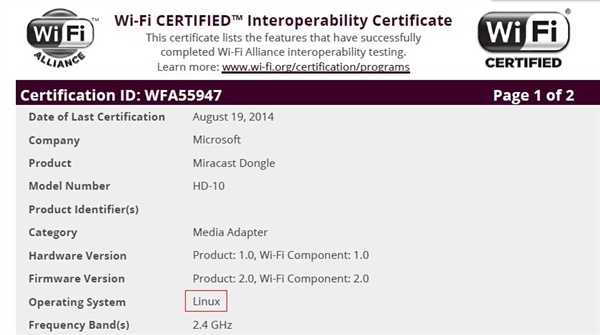 Wi-Fi CERTIFIED™ Interoperability Certificate
This certificate lists the features that have successfully
completed Wi-Fi Alliance interoperability testing.
Learn more: www.wi-fi.org/certification/programs
Wi Fi
ALLIANCE
Wi Fi ®
CERTIFIED
Certification ID: WFA55947 Page 1 of 2
Date of Last Certification August 19, 2014
Company Microsoft
Product Miracast Dongle
Model Number HD-10
Product Identifier(s)
Category Media Adapter
Hardware Version Product: 1.0, Wi-Fi Component: 1.0
Firmware Version Product: 2.0, Wi-Fi Component: 2.0
Operating System Linux
Frequency Band(s) 2.4 GHz